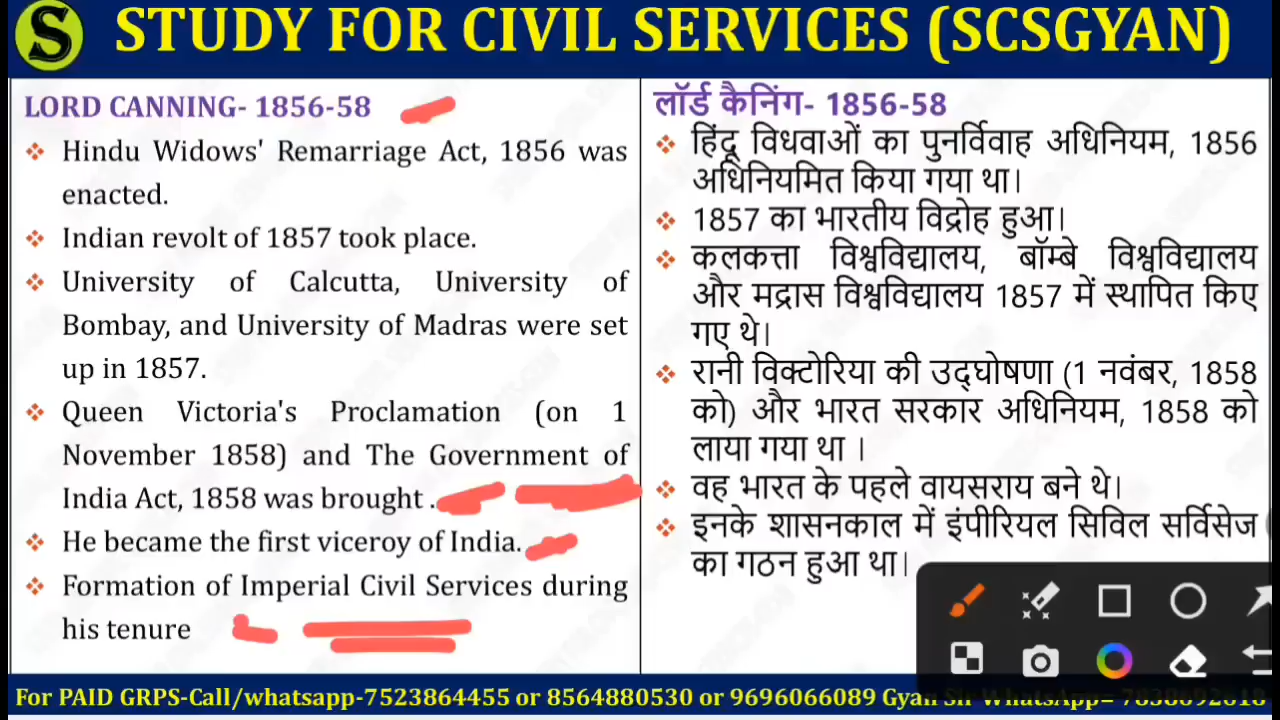 S STUDY FOR CIVIL SERVICES (SCSGYAN)
LORD CANNING- 1856-58
❖ Hindu Widows' Remarriage Act, 1856 was
enacted.
❖ Indian revolt of 1857 took place.
❖ University of Calcutta, University of
Bombay, and University of Madras were set
up in 1857.
❖ Queen Victoria's Proclamation (on 1
November 1858) and The Government of
India Act, 1858 was brought .
❖ He became the first viceroy of India.
❖ Formation of Imperial Civil Services during
his tenure
लॉर्ड कैनिंग- 1856-58
❖ हिंदू विधवाओं का पुनर्विवाह अधिनियम, 1856
अधिनियमित किया गया था।
❖ 1857 का भारतीय विद्रोह हुआ।
❖ कलकत्ता विश्वविद्यालय, बॉम्बे विश्वविद्यालय
और मद्रास विश्वविद्यालय 1857 में स्थापित किए
गए थे।
❖ रानी विक्टोरिया की उद्घोषणा (1 नवंबर, 1858
को) और भारत सरकार अधिनियम, 1858 को
लाया गया था ।
❖ वह भारत के पहले वायसराय बने थे।
❖ इनके शासनकाल में इंपीरियल सिविल सर्विसेज
का गठन हुआ था।
For PAID GRPS-Call/whatsapp-7523864455 or 8564880530 or 9696066089 Gyan Sir WhatsApp=